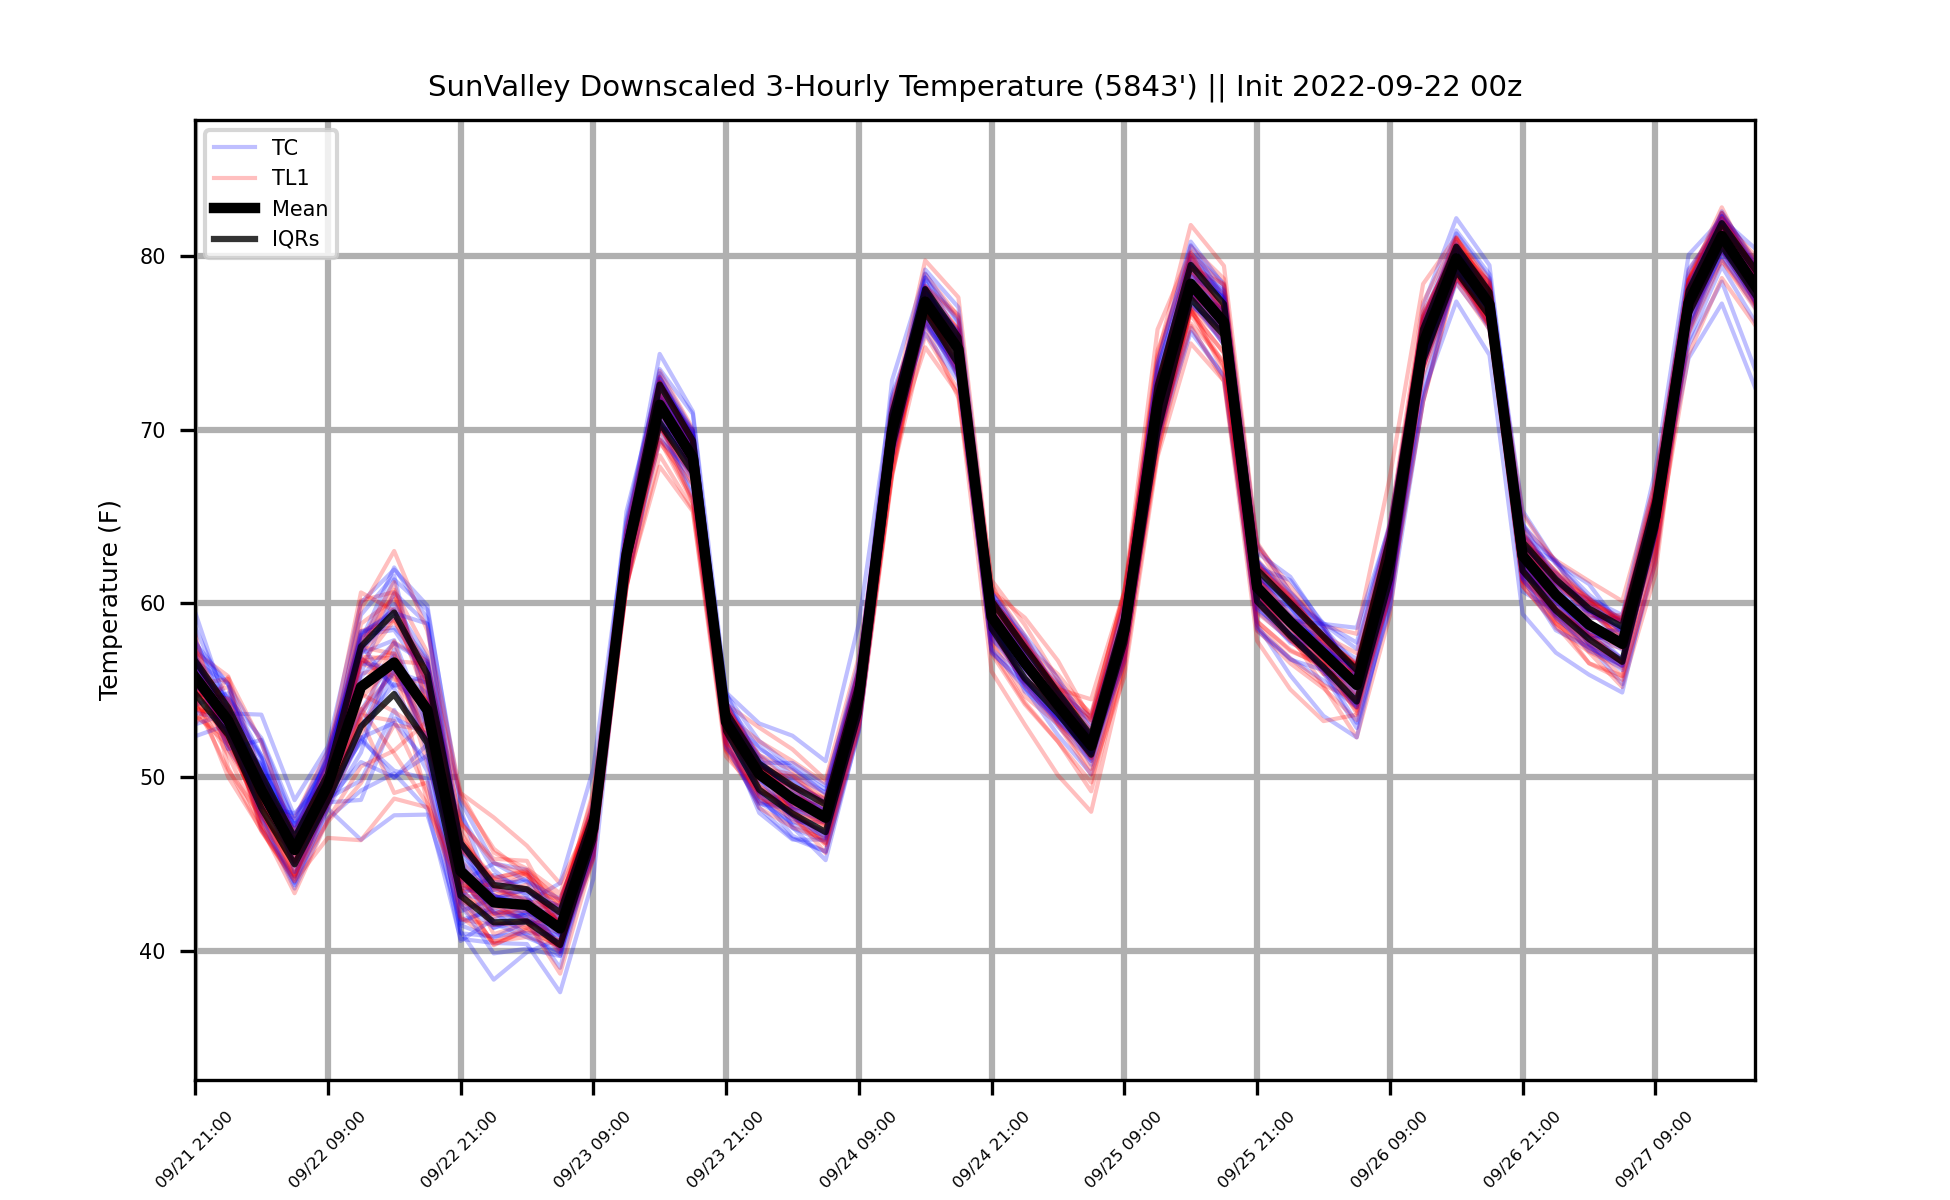 SunValley Downscaled 3-Hourly Temperature (5843') || Init 2022-09-22 00z
TC
TL1
Mean
IQRs
Temperature (F)
80
70
60
50
40
09/21 21:00
09/22 09:00
09/22 21:00
09/23 09:00
09/23 21:00
09/24 09:00
09/24 21:00
09/25 09:00
09/25 21:00
09/26 09:00
09/26 21:00
09/27 09:00